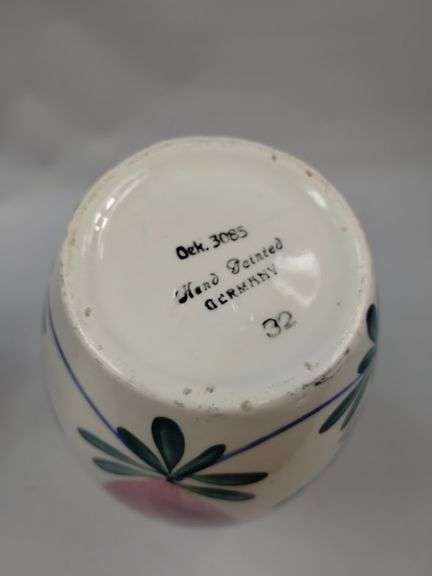 Dek. 3085
Hand Painted
GERMANY
32